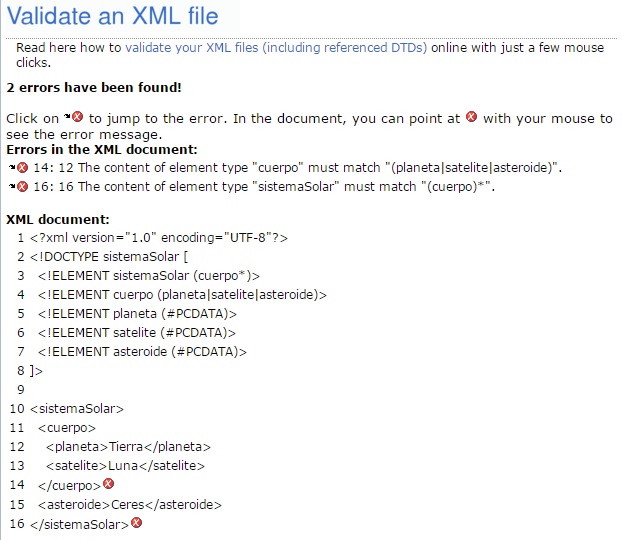 Validate an XML file
Read here how to validate your XML files (including referenced DTDs) online with just a few mouse
clicks.
2 errors have been found!
Click on to jump to the error. In the document, you can point at with your mouse to
see the error message.
Errors in the XML document:
14: 12 The content of element type "cuerpo" must match "(planeta|satelite|asteroide)".
16: 16 The content of element type "sistemaSolar" must match "(cuerpo)*".
XML document:
1 <?xml version="1.0" encoding="UTF-8"?>
2 <!DOCTYPE sistemaSolar [
3 <!ELEMENT sistemaSolar (cuerpo*)>
4 <!ELEMENT cuerpo (planeta|satelite|asteroide)>
5 <!ELEMENT planeta (#PCDATA)>
6 <!ELEMENT satelite (#PCDATA)>
7 <!ELEMENT asteroide (#PCDATA)>
8 ]>
9
10 <sistemaSolar>
11 <cuerpo>
12 <planeta>Tierra</planeta>
13 <satelite>Luna</satelite>
14 </cuerpo>
15 <asteroide>Ceres</asteroide>
16 </sistemaSolar>